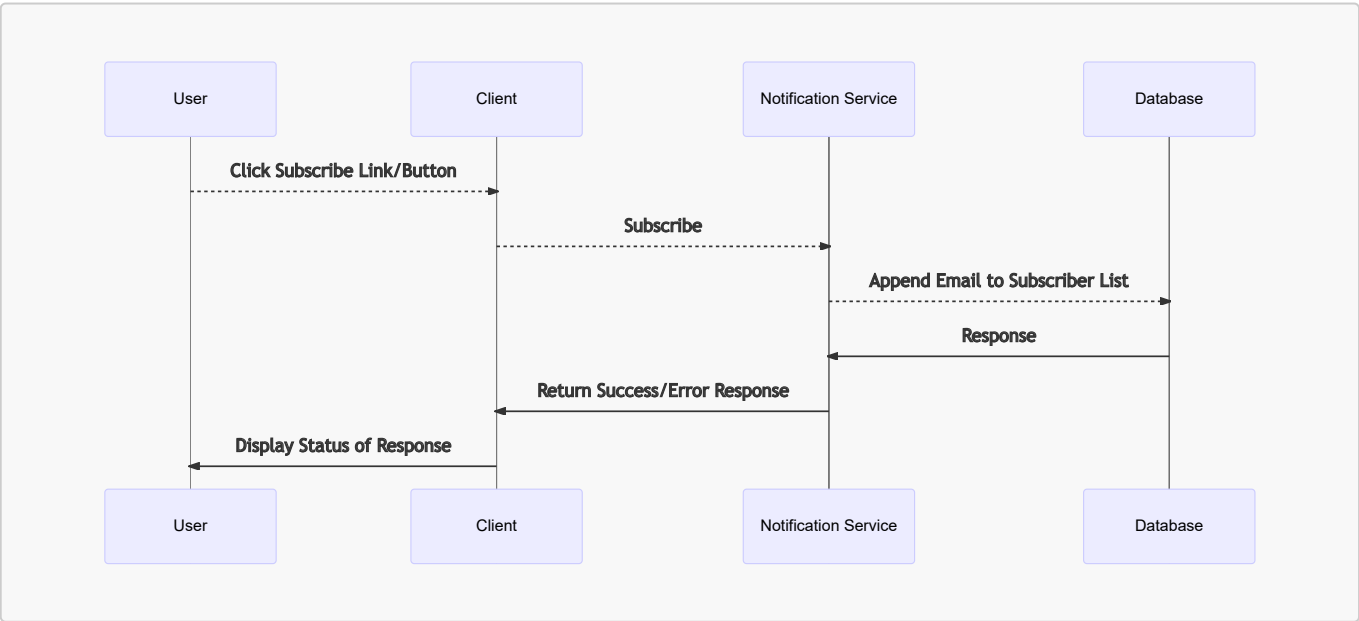 User
Client
Notification Service
Database
Click Subscribe Link/Button
Subscribe
Append Email to Subscriber List
Response
Return Success/Error Response
Display Status of Response
User
Client
Notification Service
Database